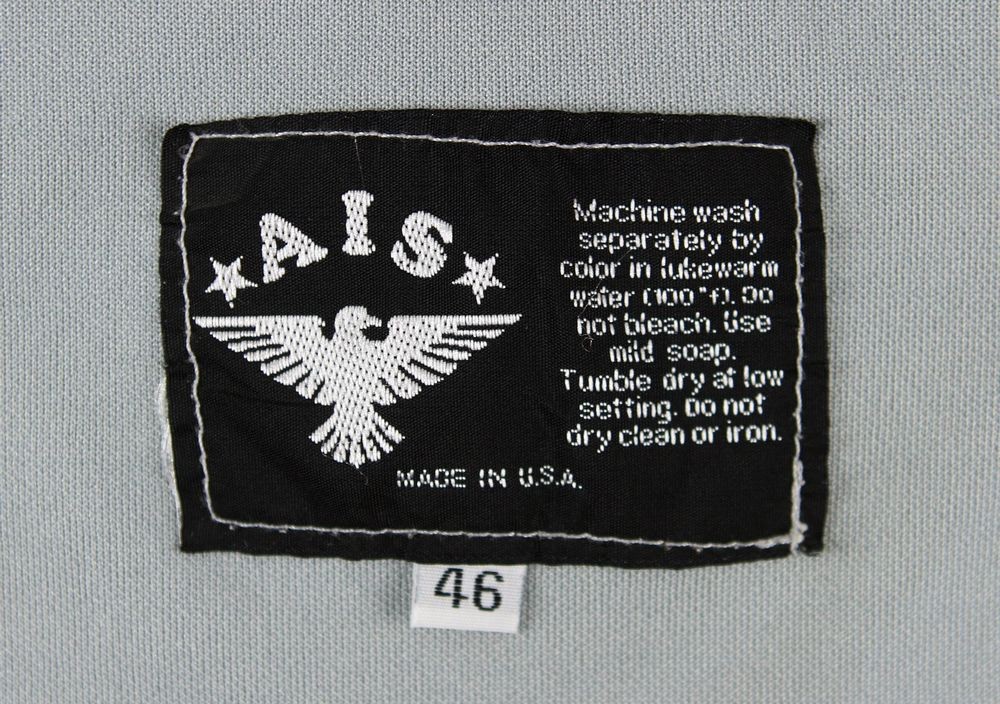 AIS
Machine wash
separately by
color in lukewarm
water (100°f). Do
not bleach. Use
mild soap.
Tumble dry at low
setting. Do not
dry clean or iron.
MADE IN U.S.A.
46